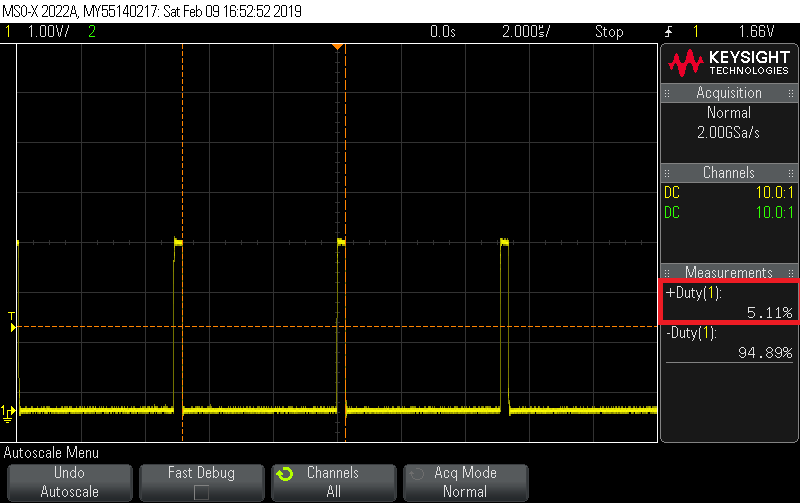 MSO-X 2022A, MY55140217: Sat Feb 09 16:52:52 2019
1 1.00V/ 2 0.0s 2.000s/ Stop 1 1.66V
KEYSIGHT
TECHNOLOGIES
Acquisition
Normal
2.00GSa/s
Channels
DC 10.0:1
DC 10.0:1
Measurements
+Duty(1):
5.11%
-Duty(1):
94.89%
T
1
Autoscale Menu
Undo
Autoscale
Fast Debug
Channels
All
Acq Mode
Normal